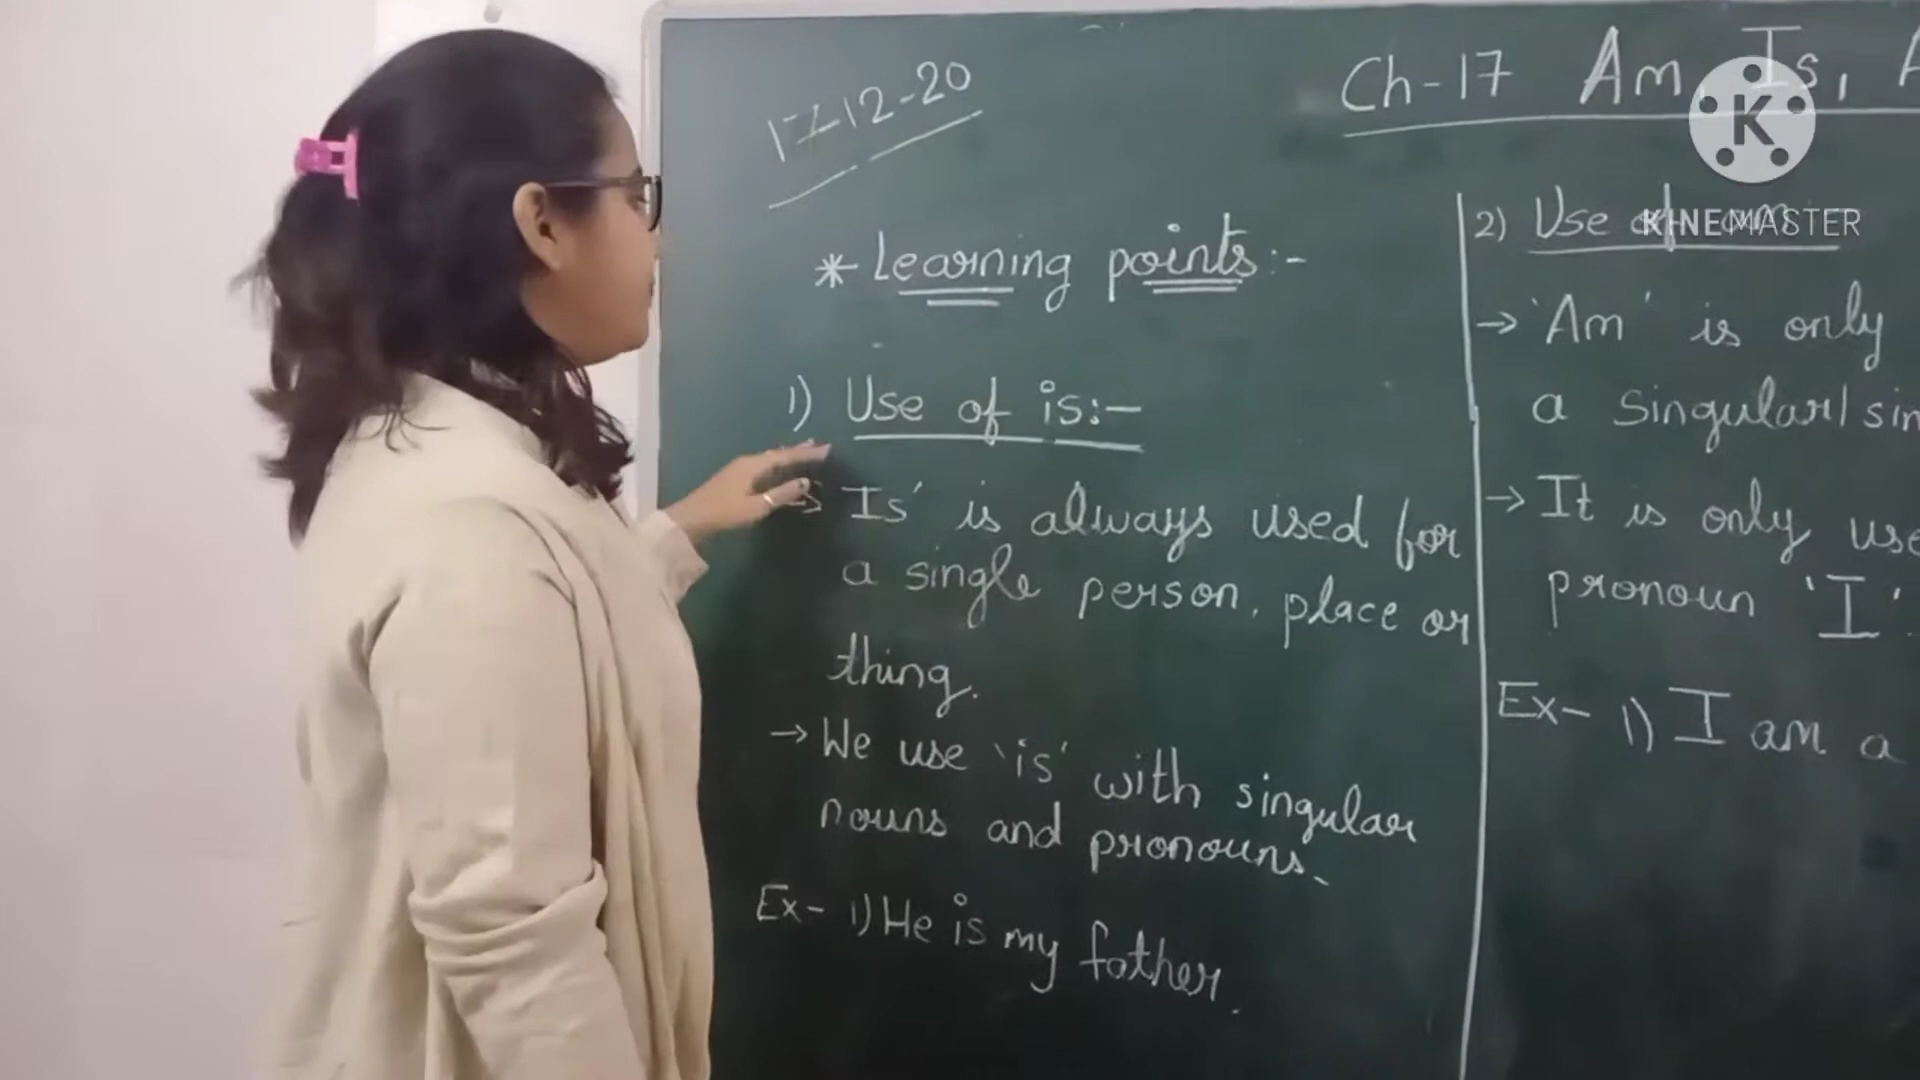 17-12-20
Ch-17 Am, Is, A
* Learning points:-
1) Use of is:-
→ Is' is always used for
a single person, place or
thing.
→ We use 'is' with singular
nouns and pronouns.
Ex- 1) He is my father.
2) Use of am
→ 'Am' is only
a singular/sin
→ It is only use
pronoun 'I'.
Ex- 1) I am a
K
KINEMASTER